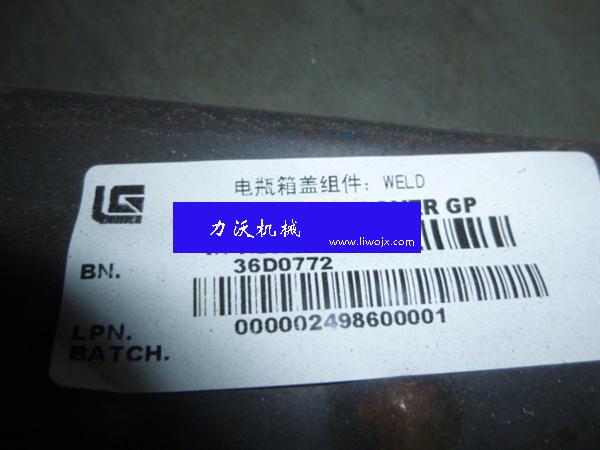 电瓶箱盖组件: WELD
GP
力沃机械
www.liwojx.com
BN.
36D0772
LPN.
000002498600001
BATCH.